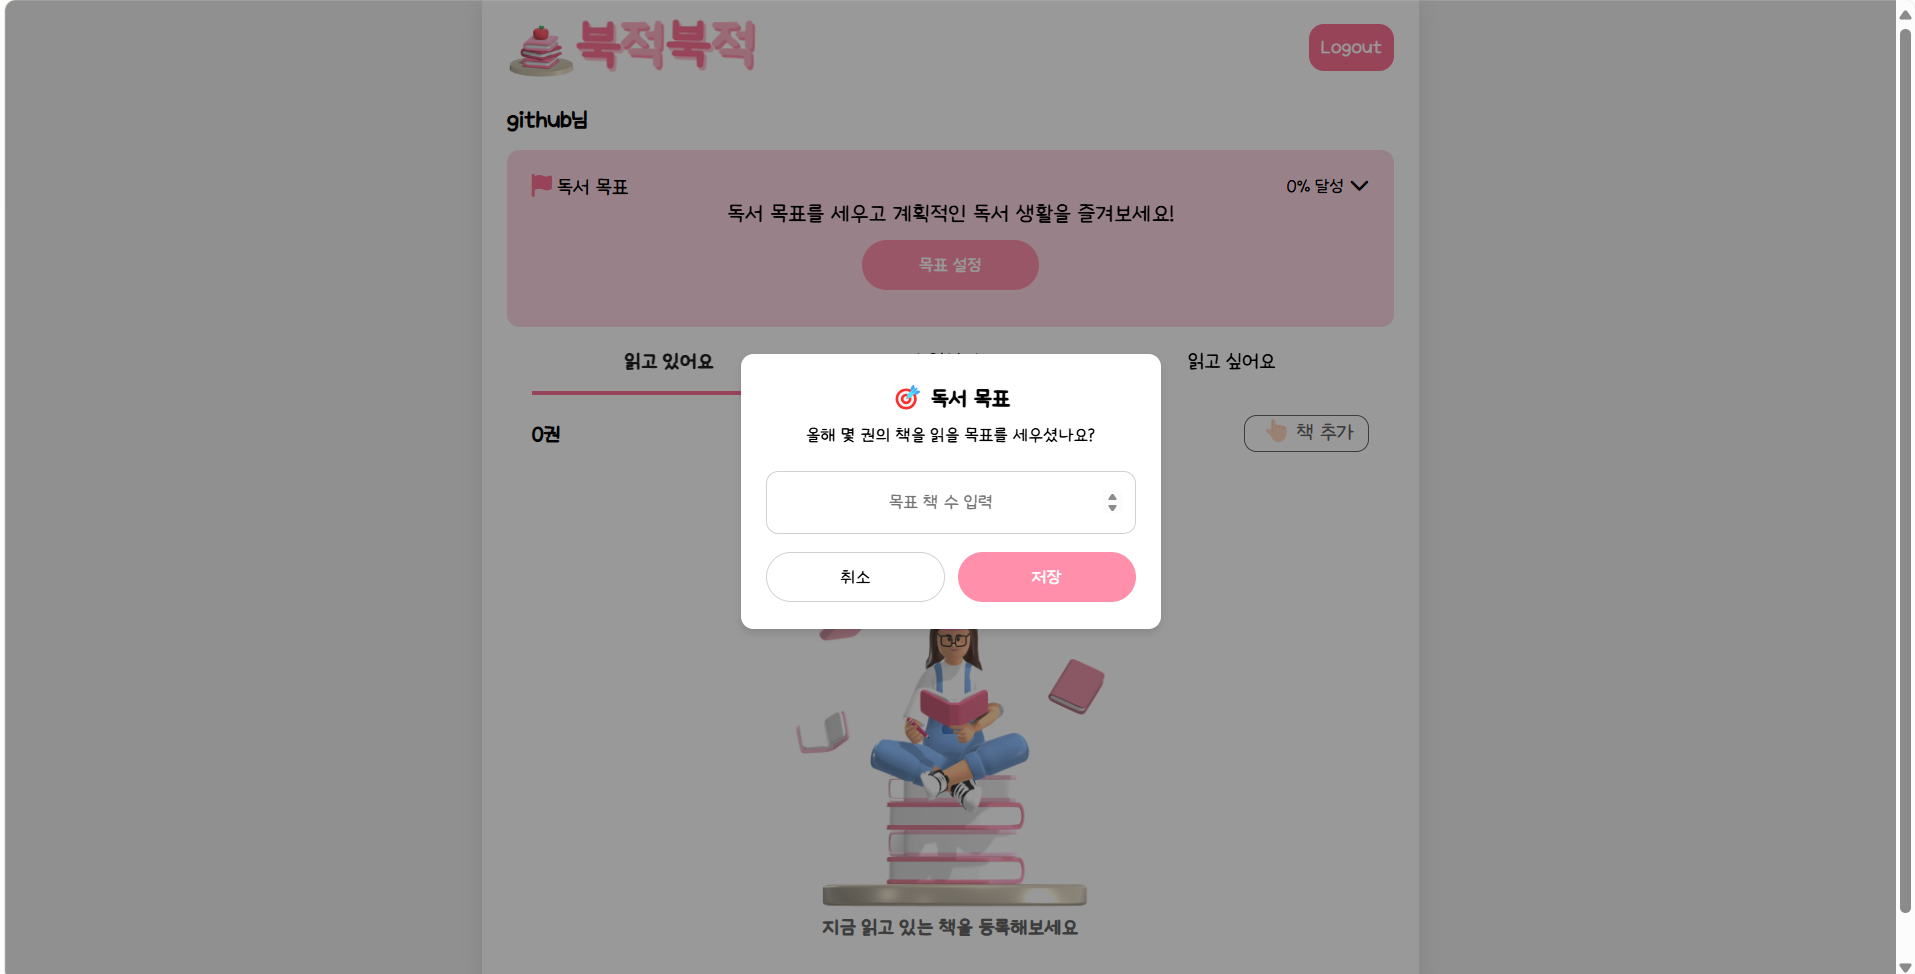 북적북적
Logout
github님
독서 목표
0% 달성
독서 목표를 세우고 계획적인 독서 생활을 즐겨보세요!
목표 설정
읽고 있어요
읽고 싶어요
0권
책 추가
독서 목표
올해 몇 권의 책을 읽을 목표를 세우셨나요?
목표 책 수 입력
취소
저장
지금 읽고 있는 책을 등록해보세요